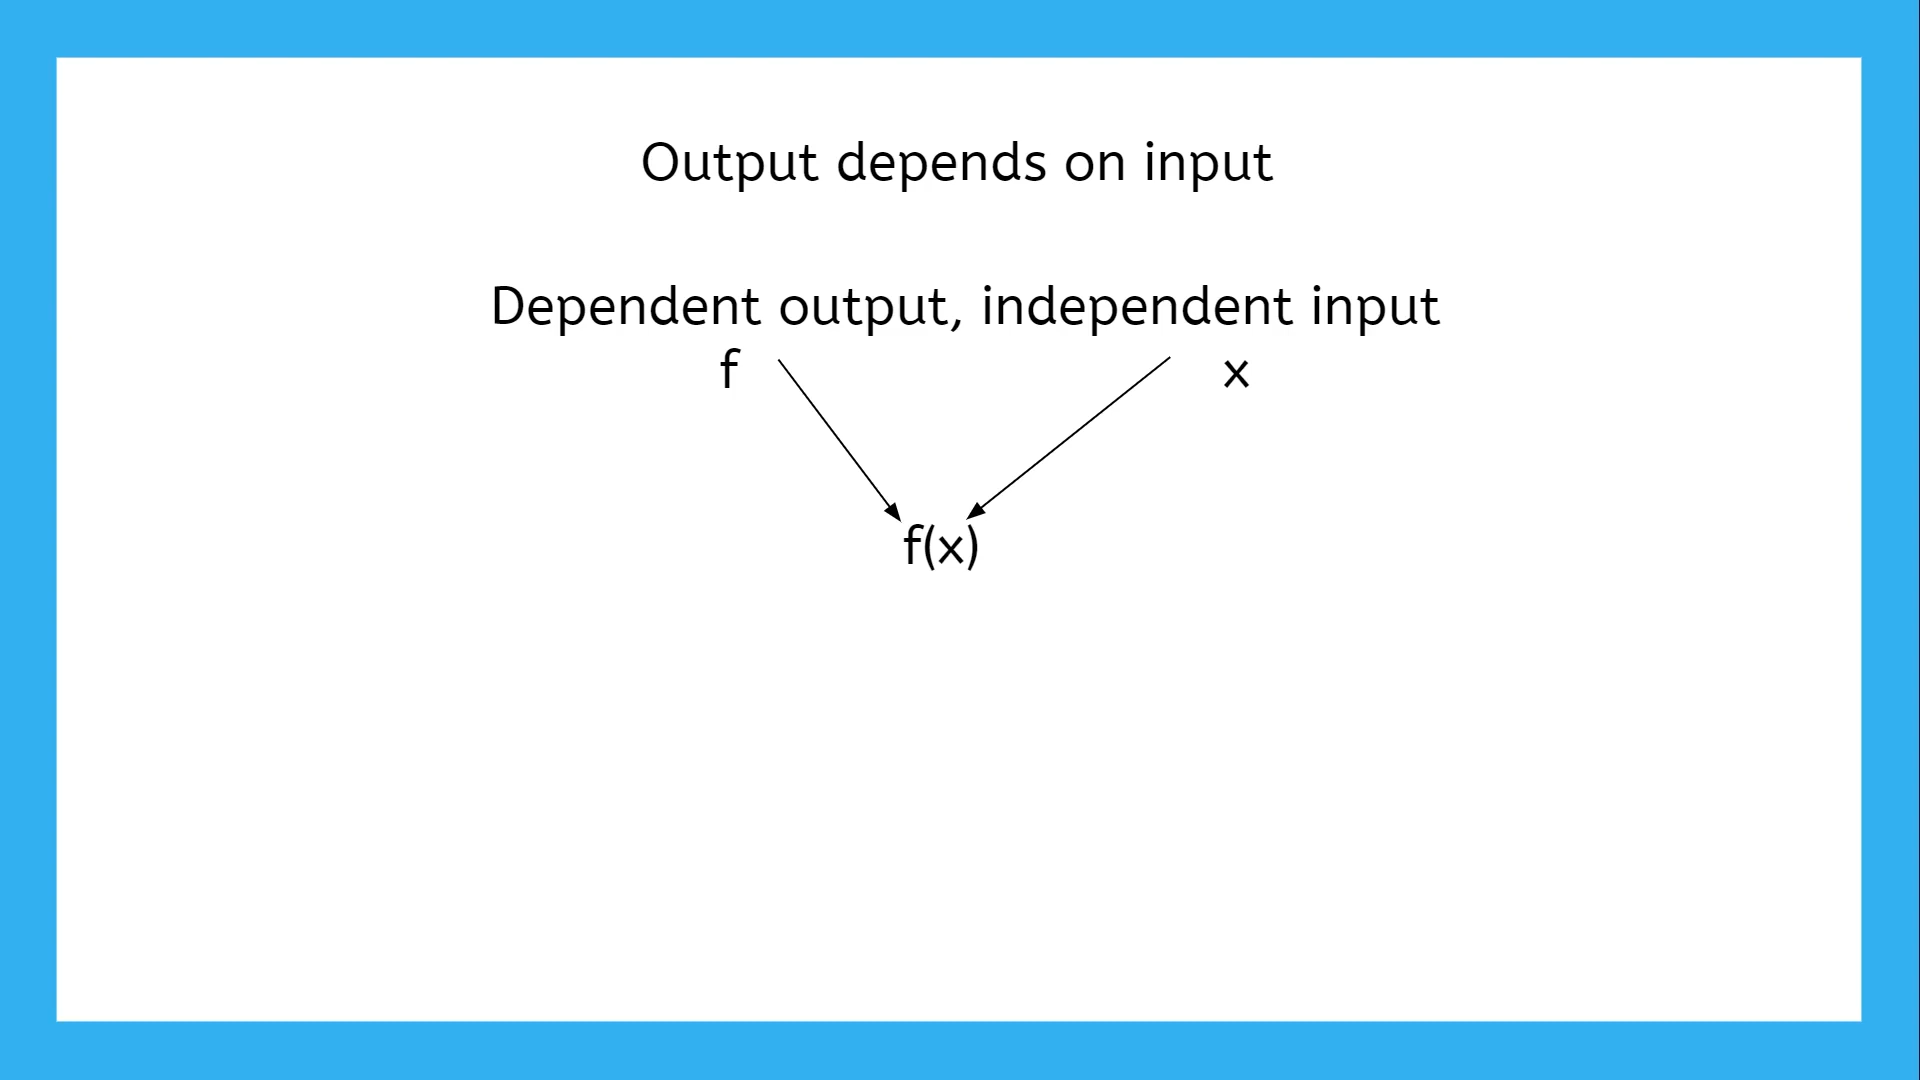 Output depends on input
Dependent output, independent input
f x
f(x)